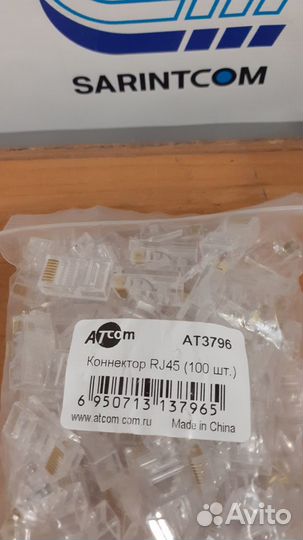 SARINTCOM
ATcom
AT3796
Коннектор RJ45 (100 шт.)
6 950713 137965
www.atcom.com.ru Made in China
Avito